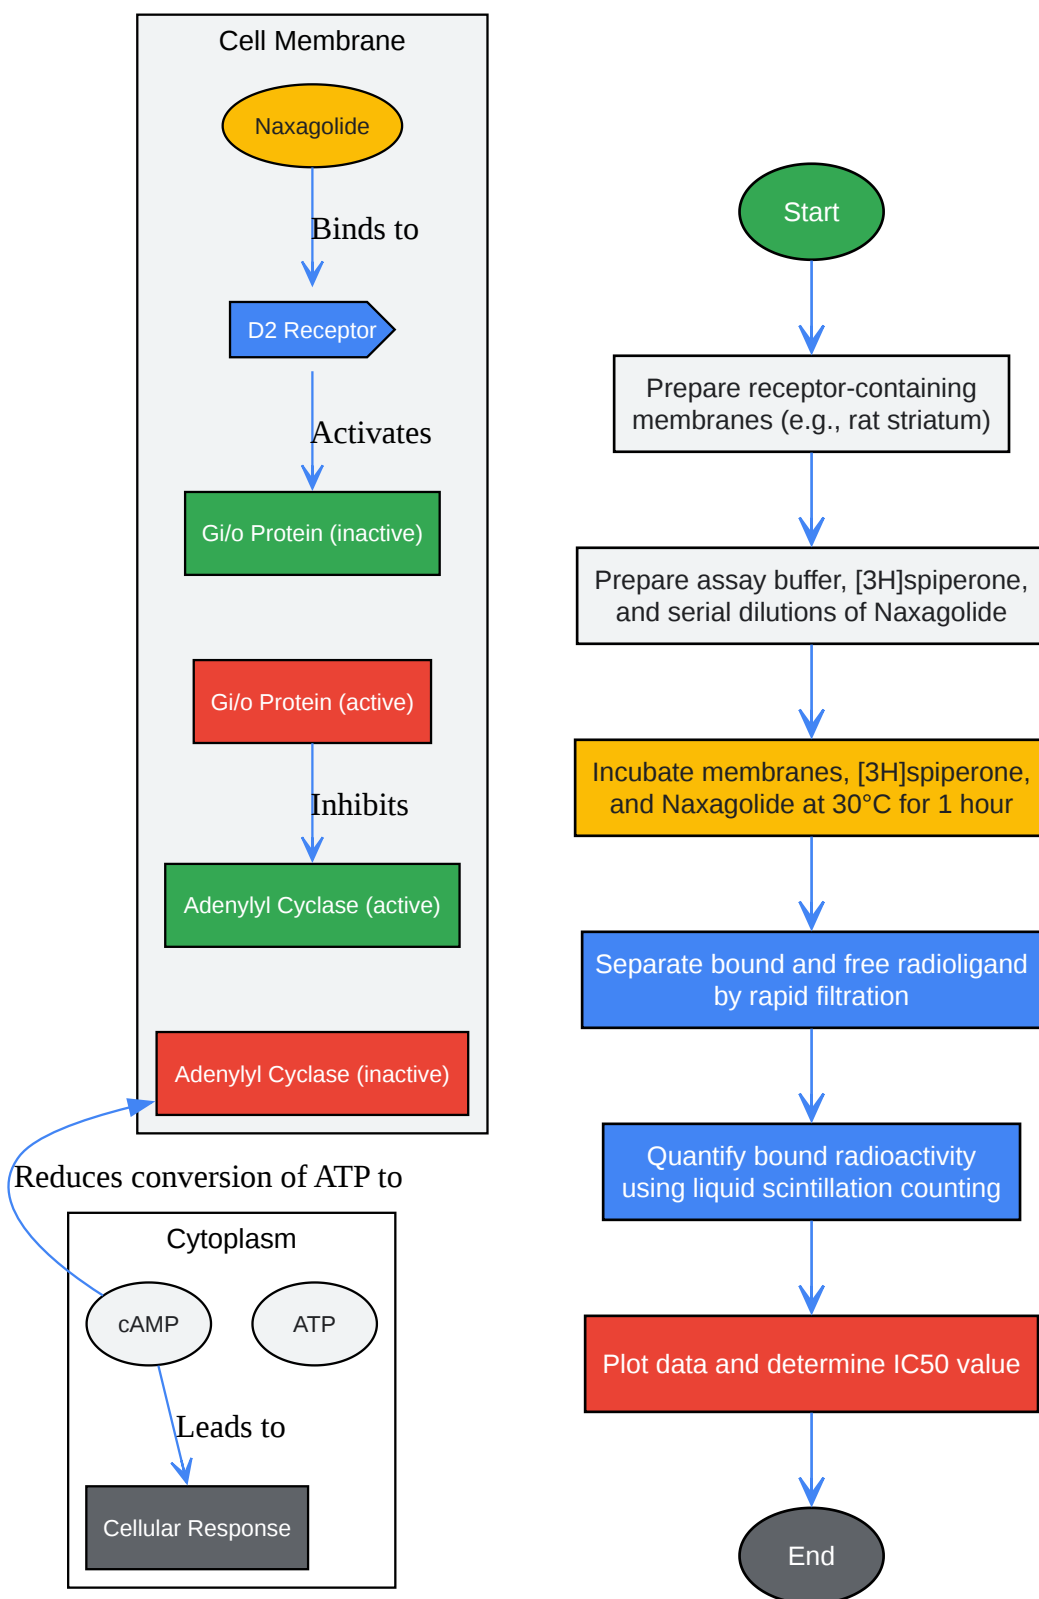 Cell Membrane
Naxagolide
Binds to
D2 Receptor
Activates
Gi/o Protein (inactive)
Gi/o Protein (active)
Inhibits
Adenylyl Cyclase (active)
Adenylyl Cyclase (inactive)
Reduces conversion of ATP to
Cytoplasm
cAMP
ATP
Leads to
Cellular Response
Start
Prepare receptor-containing
membranes (e.g., rat striatum)
Prepare assay buffer, [3H]spiperone,
and serial dilutions of Naxagolide
Incubate membranes, [3H]spiperone,
and Naxagolide at 30°C for 1 hour
Separate bound and free radioligand
by rapid filtration
Quantify bound radioactivity
using liquid scintillation counting
Plot data and determine IC50 value
End